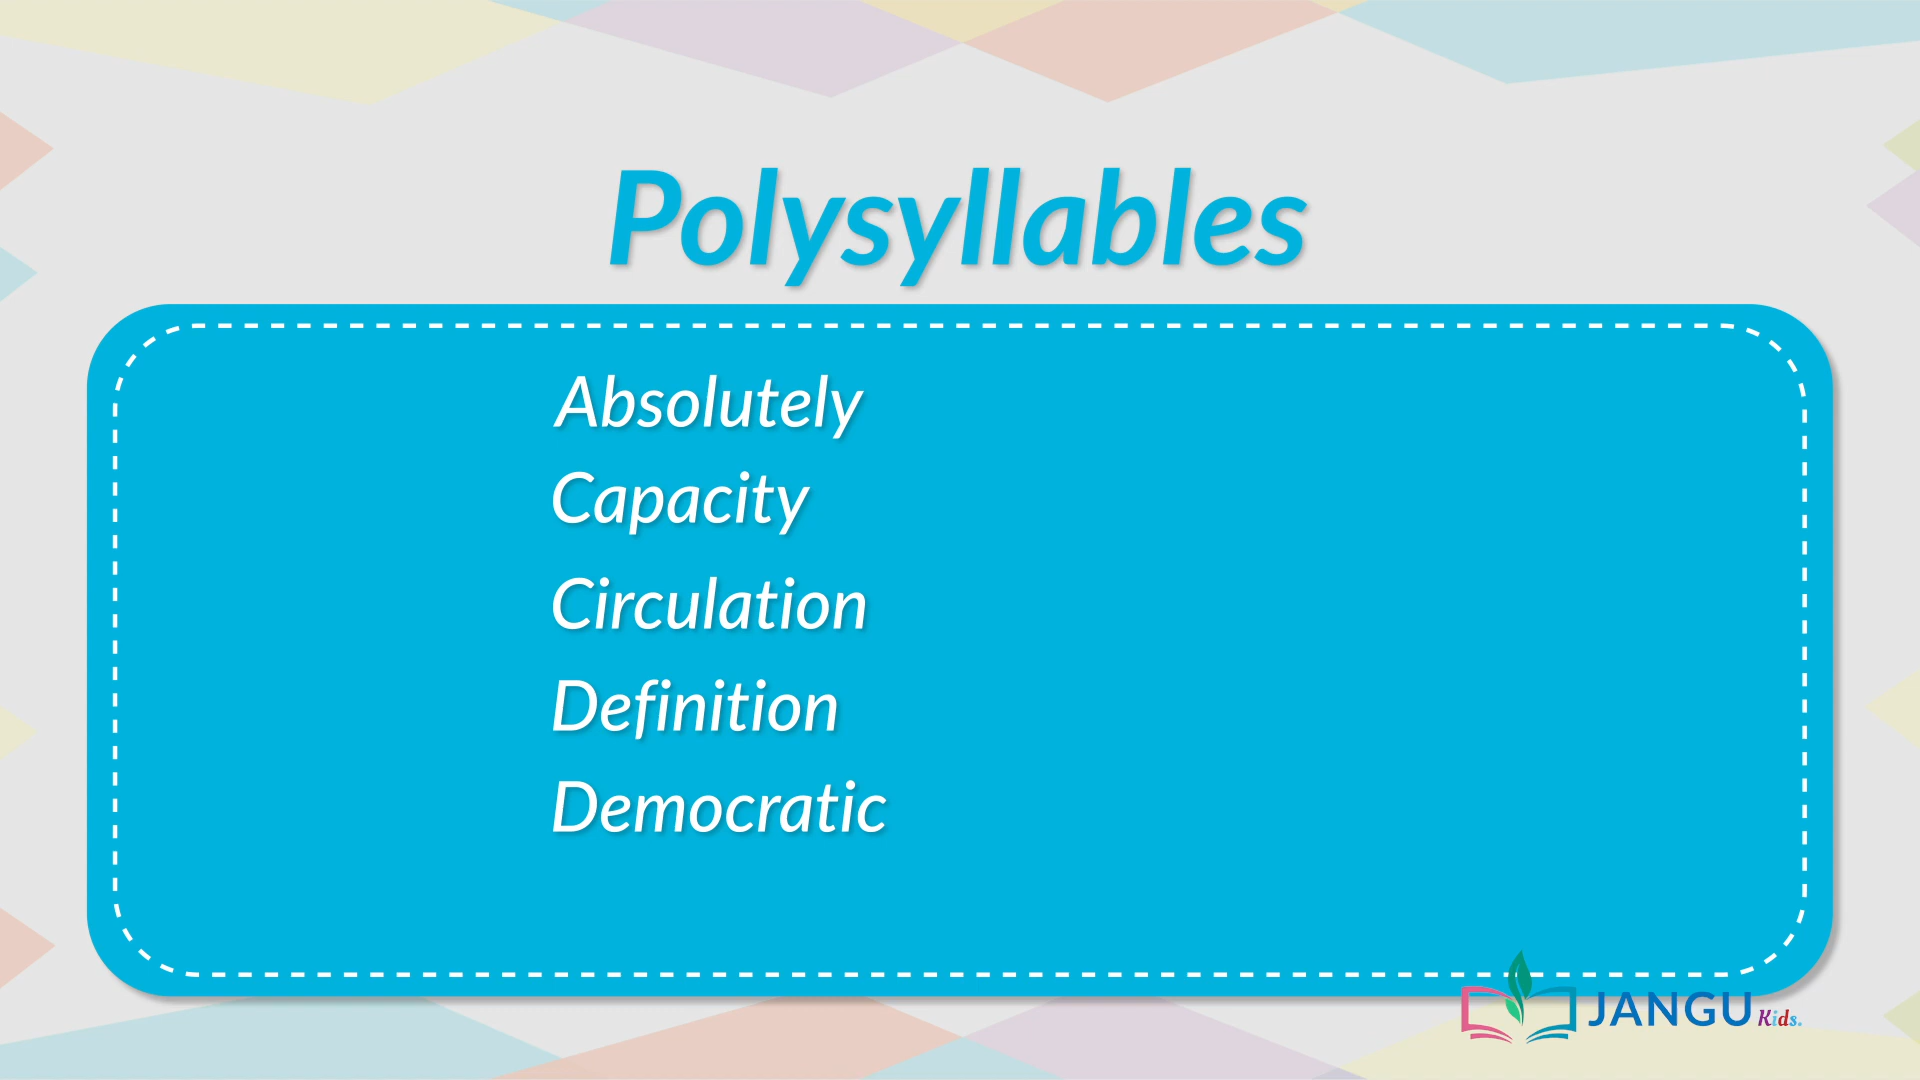 Polysyllables
Absolutely
Capacity
Circulation
Definition
Democratic
JANGU Kids.